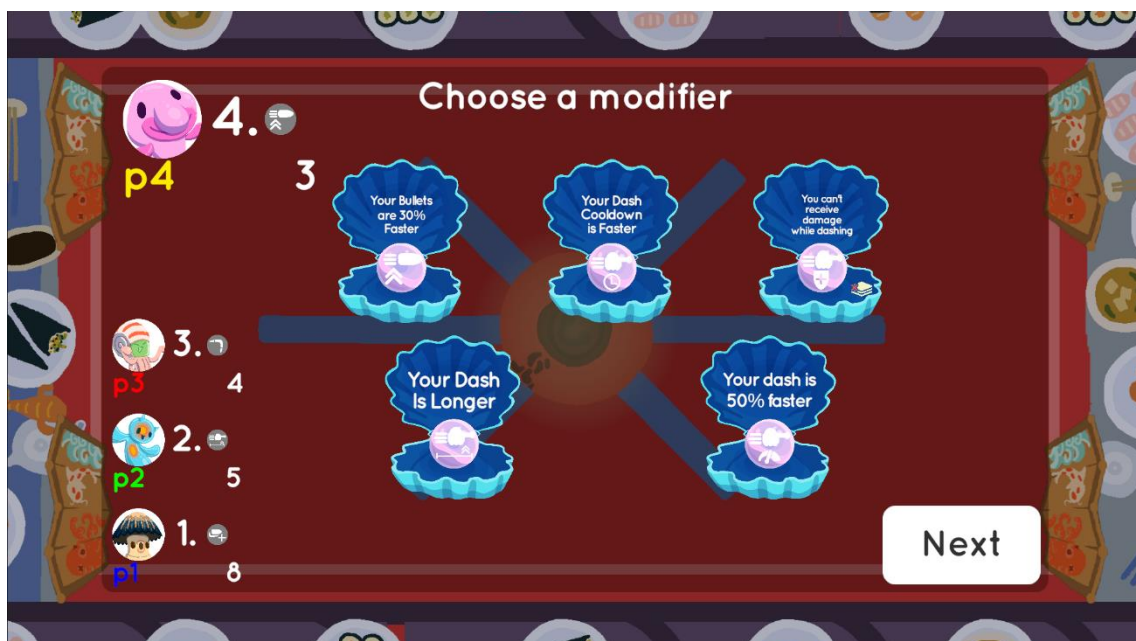 Choose a modifier
4.
p4
3
Your Bullets
are 30%
Faster
Your Dash
Cooldown
is Faster
You can't
receive
damage
while dashing
3.
p3
4
Your Dash
Is Longer
Your dash is
50% faster
2.
p2
5
1.
p1
8
Next